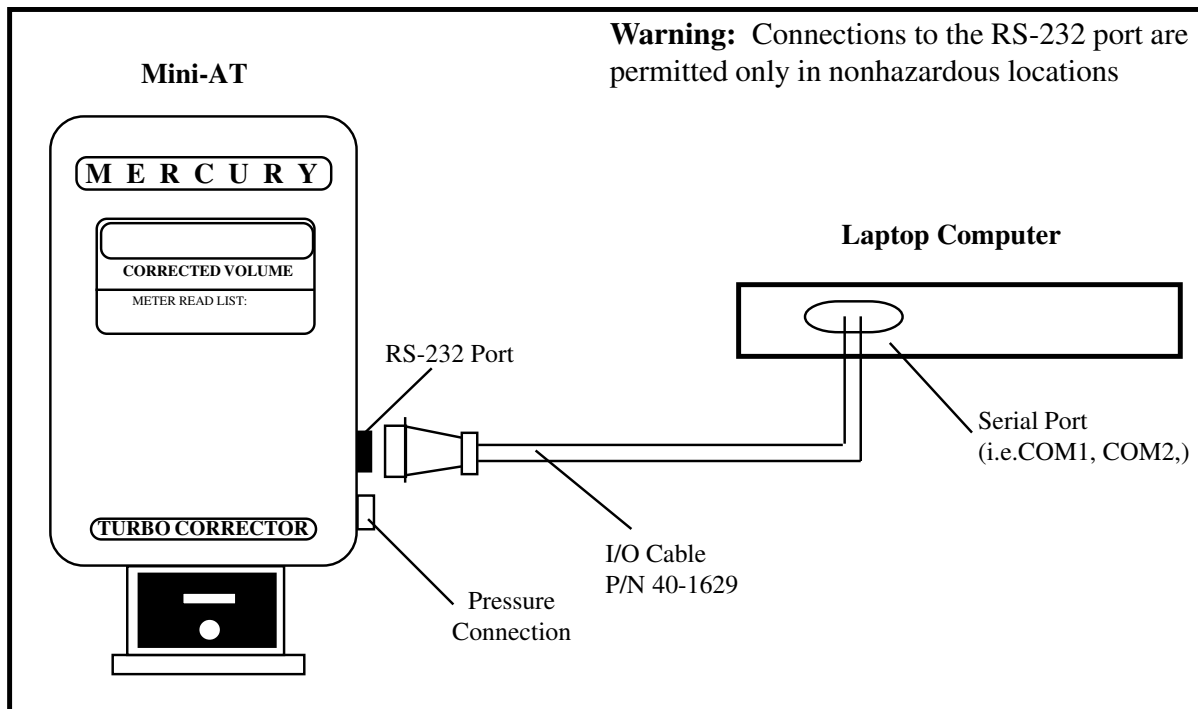 Warning: Connections to the RS-232 port are
permitted only in nonhazardous locations
Mini-AT
M E R C U R Y
CORRECTED VOLUME
METER READ LIST:
TURBO CORRECTOR
RS-232 Port
Pressure
Connection
I/O Cable
P/N 40-1629
Laptop Computer
Serial Port
(i.e.COM1, COM2,)